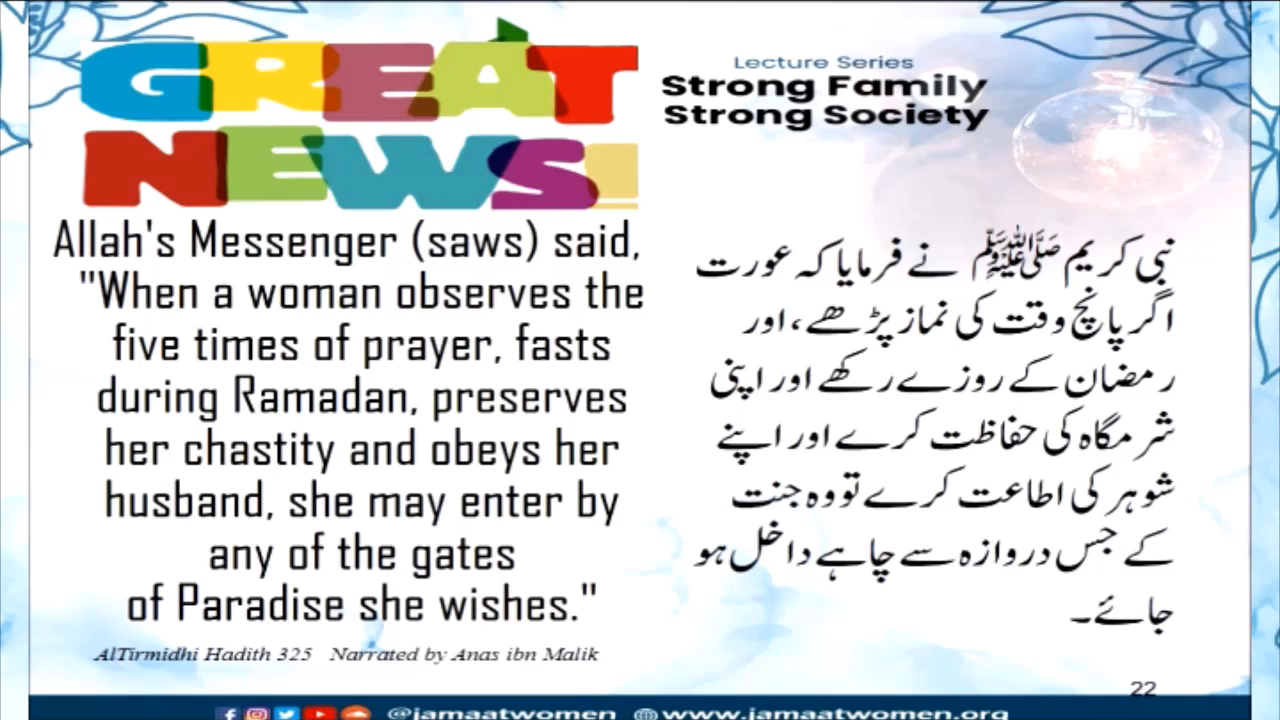 GREAT
NEWS!
Allah's Messenger (saws) said,
"When a woman observes the
five times of prayer, fasts
during Ramadan, preserves
her chastity and obeys her
husband, she may enter by
any of the gates
of Paradise she wishes."
AlTirmidhi Hadith 325 Narrated by Anas ibn Malik
Lecture Series
Strong Family
Strong Society
نبی کریم ﷺ نے فرمایا کہ عورت
اگر پانچ وقت کی نماز پڑھے، اور
رمضان کے روزے رکھے اور اپنی
شرمگاہ کی حفاظت کرے اور اپنے
شوہر کی اطاعت کرے تو وہ جنت
کے جس دروازہ سے چاہے داخل ہو
جائے۔
22
@jamaatwomen www.jamaatwomen.org